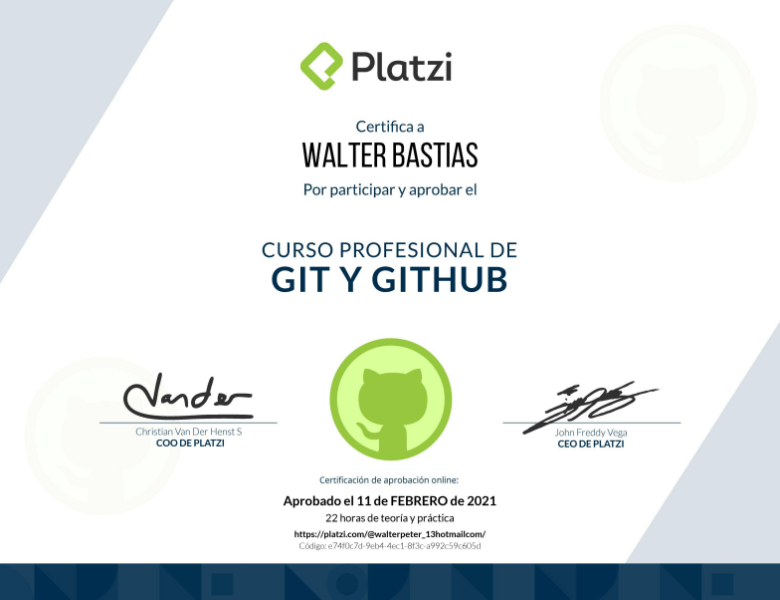 Platzi
Certifica a
WALTER BASTIAS
Por participar y aprobar el
CURSO PROFESIONAL DE
GIT Y GITHUB
Vander
Christian Van Der Henst S
COO DE PLATZI
John Freddy Vega
CEO DE PLATZI
Certificación de aprobación online:
Aprobado el 11 de FEBRERO de 2021
22 horas de teoría y práctica
https://platzi.com/@walterpeter_13hotmailcom/
Código: e74f0c7d-9eb4-4ec1-8f3c-a992c59c605d